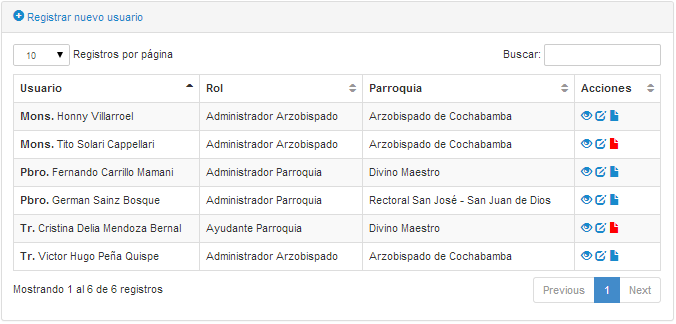 Registrar nuevo usuario
10 Registros por página Buscar:
Usuario Rol Parroquia Acciones
Mons. Honny Villarroel Administrador Arzobispado Arzobispado de Cochabamba
Mons. Tito Solari Cappellari Administrador Arzobispado Arzobispado de Cochabamba
Pbro. Fernando Carrillo Mamani Administrador Parroquia Divino Maestro
Pbro. German Sainz Bosque Administrador Parroquia Rectoral San José - San Juan de Dios
Tr. Cristina Delia Mendoza Bernal Ayudante Parroquia Divino Maestro
Tr. Victor Hugo Peña Quispe Administrador Arzobispado Arzobispado de Cochabamba
Mostrando 1 al 6 de 6 registros Previous 1 Next